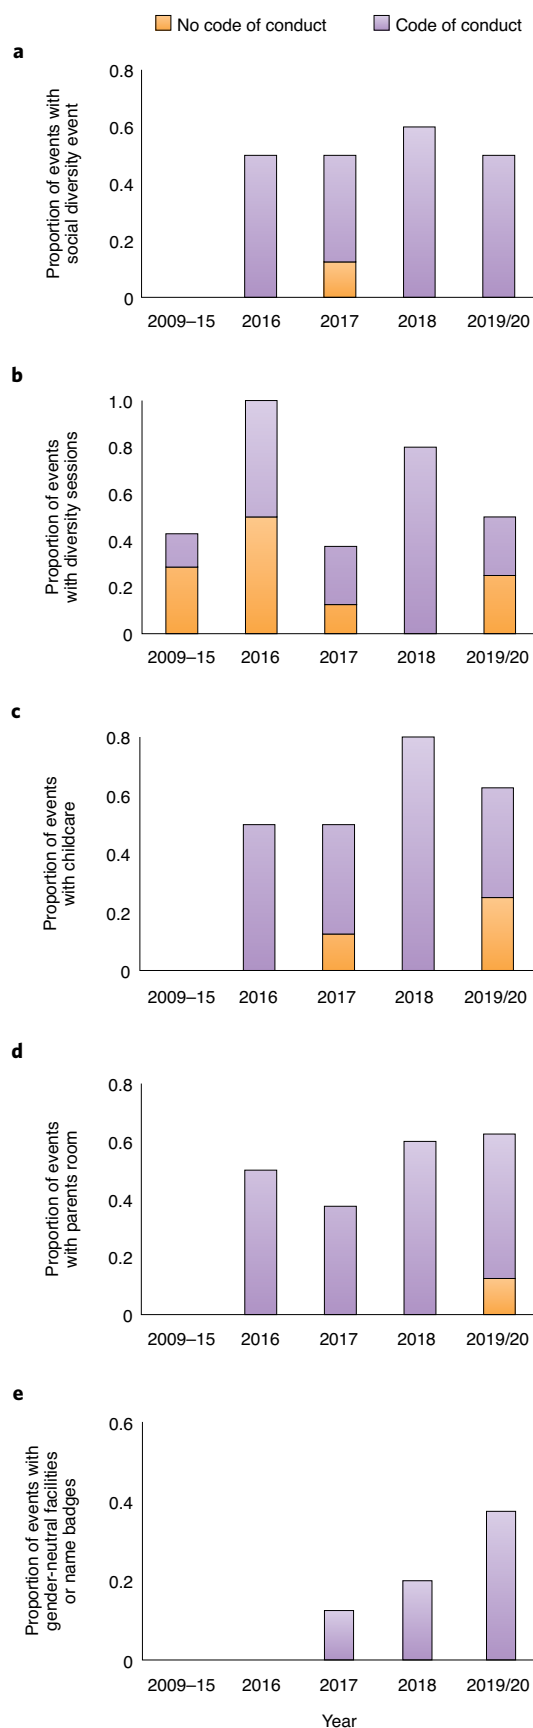 No code of conduct
Code of conduct
a
Proportion of events with
social diversity event
0.8
0.6
0.4
0.2
0
2009–15 2016 2017 2018 2019/20
b
Proportion of events
with diversity sessions
1.0
0.8
0.6
0.4
0.2
0
2009–15 2016 2017 2018 2019/20
c
Proportion of events
with childcare
0.8
0.6
0.4
0.2
0
2009–15 2016 2017 2018 2019/20
d
Proportion of events
with parents room
0.8
0.6
0.4
0.2
0
2009–15 2016 2017 2018 2019/20
e
Proportion of events with
gender-neutral facilities
or name badges
0.6
0.4
0.2
0
2009–15 2016 2017 2018 2019/20
Year